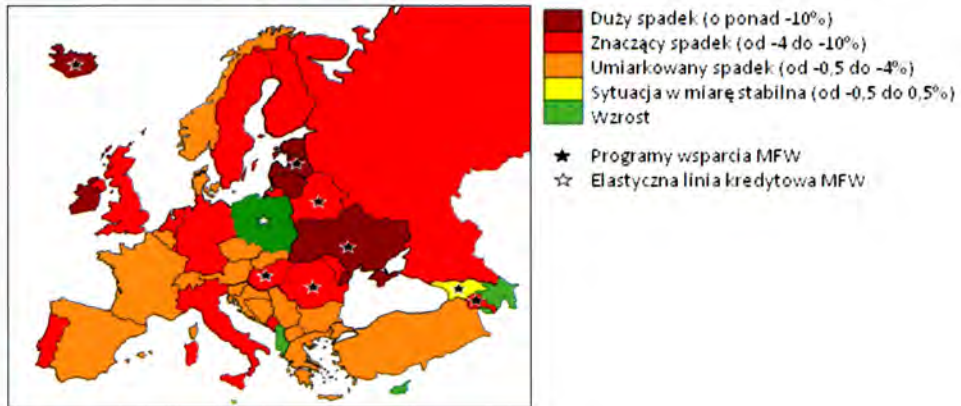 Duży spadek (o ponad -10%)
Znaczący spadek (od -4 do -10%)
Umiarkowany spadek (od -0,5 do -4%)
Sytuacja w miarę stabilna (od -0,5 do 0,5%)
Wzrost
Programy wsparcia MFW
Elastyczna linia kredytowa MFW